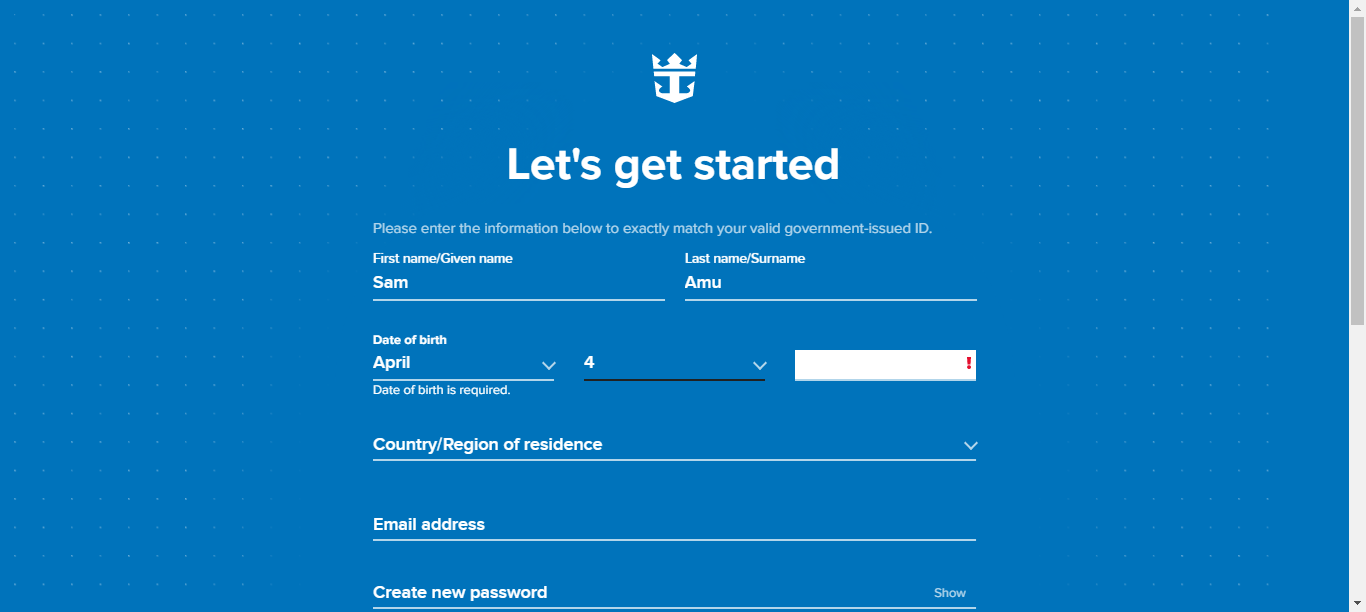 Let's get started
Please enter the information below to exactly match your valid government-issued ID.
First name/Given name Last name/Surname
Sam Amu
Date of birth
April 4 !
Date of birth is required.
Country/Region of residence
Email address
Create new password Show